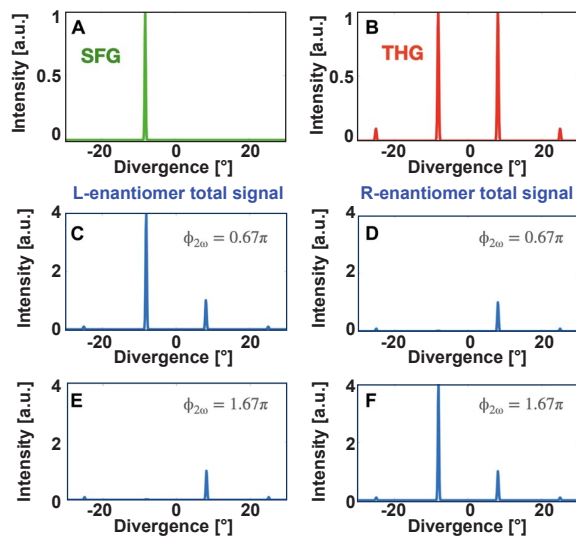 A
SFG
Intensity [a.u.]
1
0.5
0
-20
0
20
Divergence [°]
B
THG
Intensity [a.u.]
1
0.5
0
-20
0
20
Divergence [°]
L-enantiomer total signal
R-enantiomer total signal
C
ϕ2ω = 0.67π
Intensity [a.u.]
4
2
0
-20
0
20
Divergence [°]
D
ϕ2ω = 0.67π
Intensity [a.u.]
4
2
0
-20
0
20
Divergence [°]
E
ϕ2ω = 1.67π
Intensity [a.u.]
4
2
0
-20
0
20
Divergence [°]
F
ϕ2ω = 1.67π
Intensity [a.u.]
4
2
0
-20
0
20
Divergence [°]